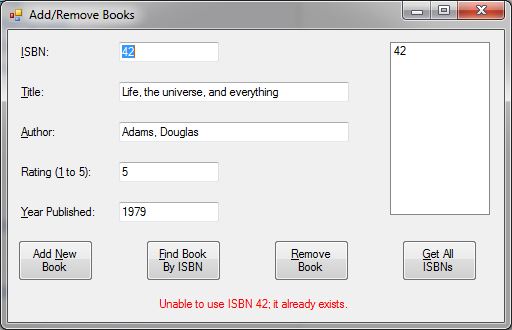 Add/Remove Books
ISBN:
42
42
Title:
Life, the universe, and everything
Author:
Adams, Douglas
Rating (1 to 5):
5
Year Published:
1979
Add New
Book
Find Book
By ISBN
Remove
Book
Get All
ISBNs
Unable to use ISBN 42; it already exists.